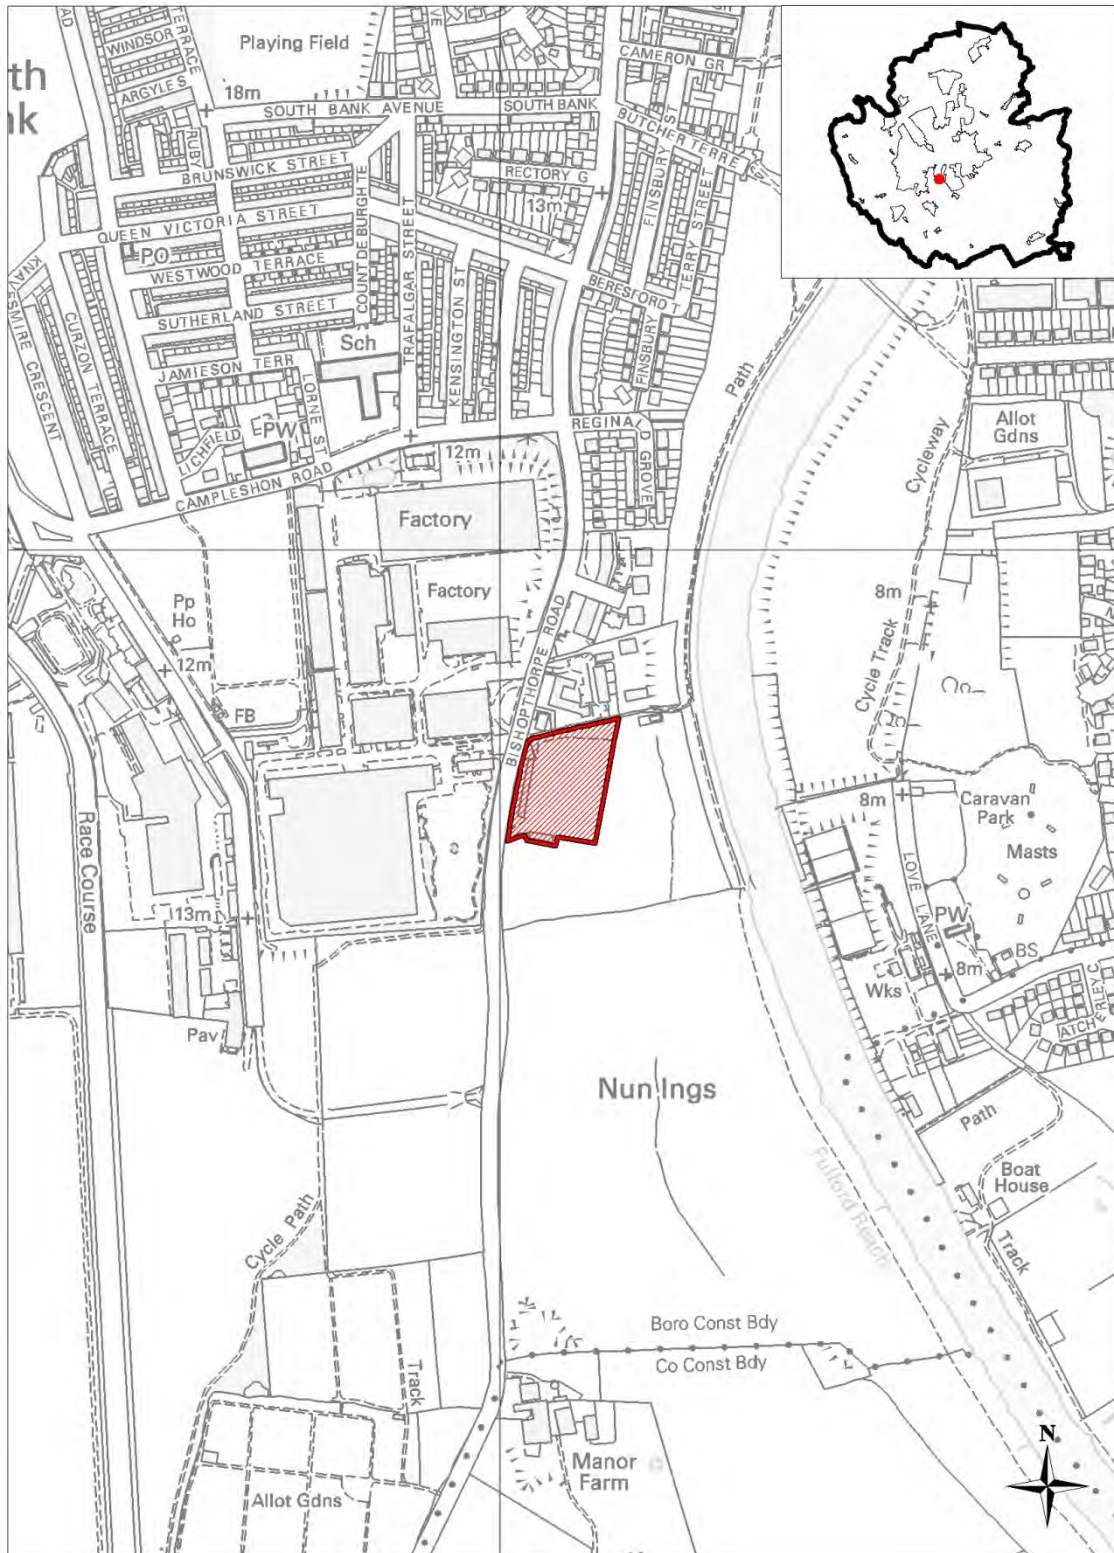 AD
WINDSOR
TERRACE
ARGYLE S
Playing Field
CAMERON GR
th
nk
18m
SOUTH BANK AVENUE
SOUTH BANK
BUTCHER TERRE
RUBY
BRUNSWICK STREET
RECTORY G
13m
FINSBURY S
QUEEN VICTORIA STREET
COUNT DE BURGH TE
TRAFALGAR STREET
TERRY STREET
PO
WESTWOOD TERRACE
KENSINGTON ST
BERESFORD T
KNAVESMIRE CRESCENT
CURZON TERRACE
SUTHERLAND STREET
Sch
FINSBURY
JAMIESON TERR
LORNE S
Path
LICHFIELD
PW
REGINALD GROVE
Allot
Gdns
CAMPLESHON ROAD
12m
Cycleway
Factory
Factory
8m
Pp
Ho
12m
BISHOPTHORPE ROAD
Cycle Track
FB
8m
Caravan
Park
Masts
Race Course
LOVE LANE
13m
PW
BS
8m
Wks
ATCH
ERLEY C
Pav
Nun Ings
Path
Fulford Reach
Boat
House
Cycle Path
Track
Boro Const Bdy
Co Const Bdy
Track
Manor
Farm
Allot Gdns
N